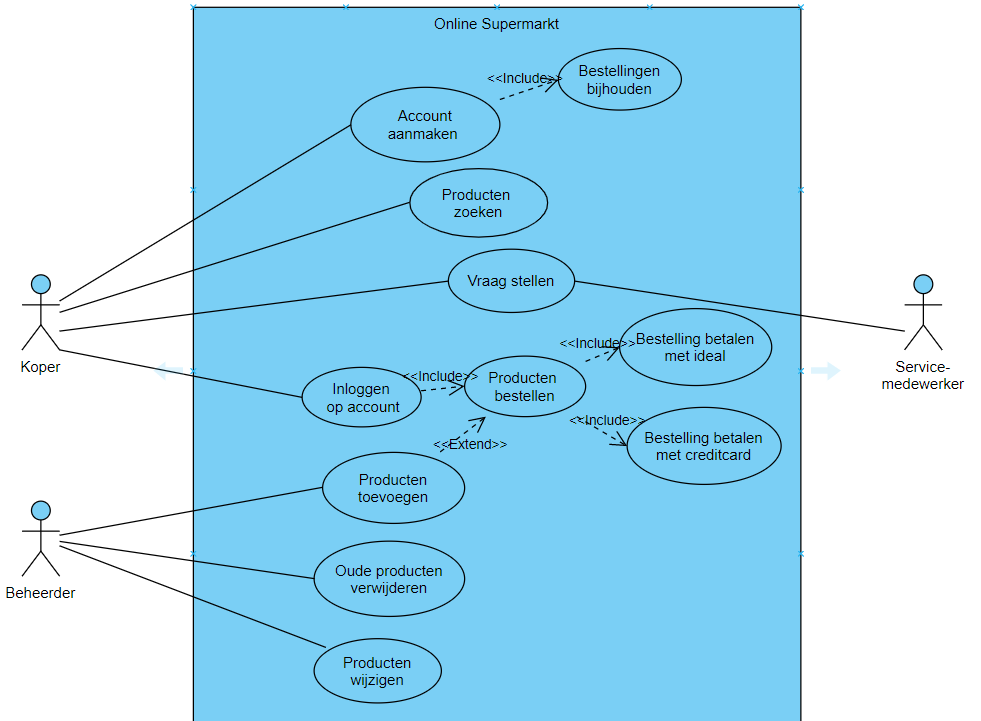 Online Supermarkt
<<Include>>
Bestellingen
bijhouden
Account
aanmaken
Producten
zoeken
Vraag stellen
Koper
Service-
medewerker
<<Include>>
Bestelling betalen
met ideal
Inloggen
op account
<<Include>>
Producten
bestellen
<<Include>>
Bestelling betalen
met creditcard
<<Extend>>
Producten
toevoegen
Beheerder
Oude producten
verwijderen
Producten
wijzigen